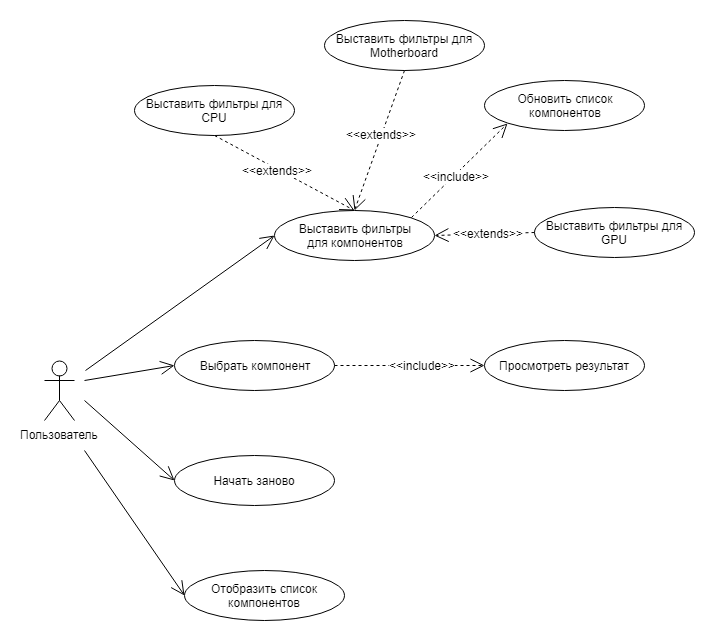 Выставить фильтры для
Motherboard
Выставить фильтры для
CPU
Обновить список
компонентов
<<extends>>
<<extends>>
<<include>>
Выставить фильтры
для компонентов
<<extends>>
Выставить фильтры для
GPU
Выбрать компонент
<<include>>
Просмотреть результат
Пользователь
Начать заново
Отобразить список
компонентов